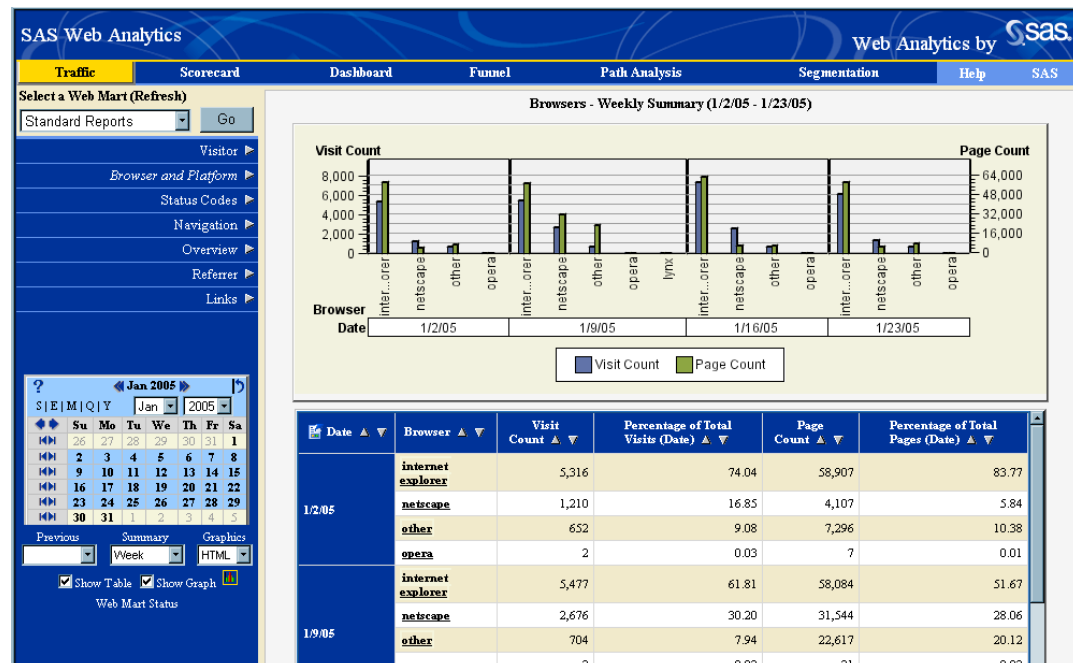 SAS Web Analytics
Web Analytics by sas.
Traffic Scorecard Dashboard Funnel Path Analysis Segmentation Help SAS
Select a Web Mart (Refresh)
Standard Reports Go
Visitor
Browser and Platform
Status Codes
Navigation
Overview
Referrer
Links
? Jan 2005
S|E|M|Q|Y Jan 2005
Su Mo Tu We Th Fr Sa
26 27 28 29 30 31 1
2 3 4 5 6 7 8
9 10 11 12 13 14 15
16 17 18 19 20 21 22
23 24 25 26 27 28 29
30 31 1 2 3 4 5
Previous Summary Graphics
Week HTML
Show Table Show Graph
Web Mart Status
Browsers - Weekly Summary (1/2/05 - 1/23/05)
Visit Count Page Count
8,000 64,000
6,000 48,000
4,000 32,000
2,000 16,000
0 0
inter...orer netscape other opera inter...orer netscape other opera lynx inter...orer netscape other opera inter...orer netscape other opera
Browser
Date 1/2/05 1/9/05 1/16/05 1/23/05
Visit Count Page Count
Date Browser Visit Count Percentage of Total Visits (Date) Page Count Percentage of Total Pages (Date)
1/2/05
internet explorer 5,316 74.04 58,907 83.77
netscape 1,210 16.85 4,107 5.84
other 652 9.08 7,296 10.38
opera 2 0.03 7 0.01
1/9/05
internet explorer 5,477 61.81 58,084 51.67
netscape 2,676 30.20 31,544 28.06
other 704 7.94 22,617 20.12